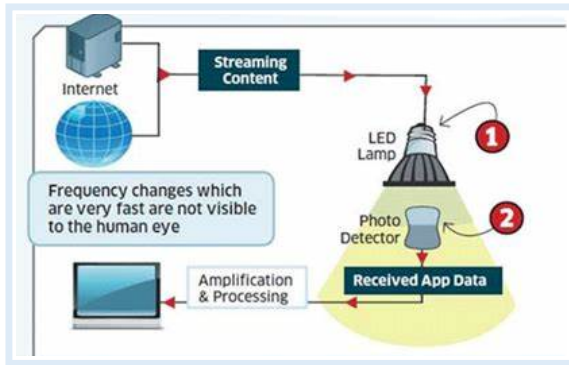 Streaming
Content
Internet
LED
Lamp
1
Frequency changes which
are very fast are not visible
to the human eye
Photo
Detector
2
Amplification
& Processing
Received App Data